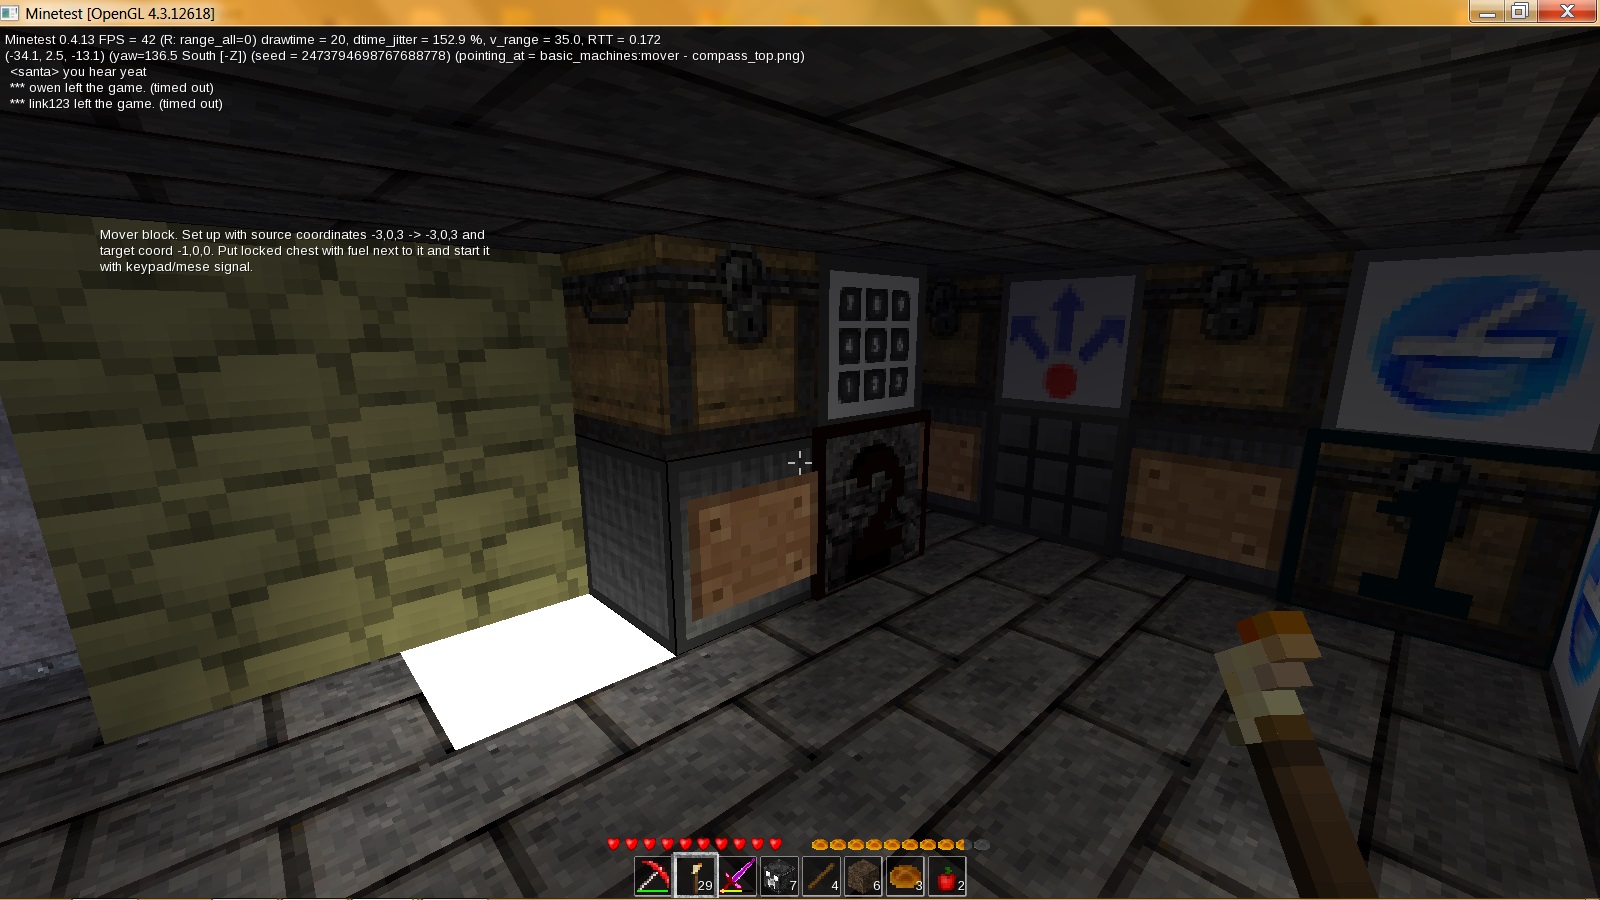 Minetest [OpenGL 4.3.12618]
Minetest 0.4.13 FPS = 42 (R: range_all=0) drawtime = 20, dtime_jitter = 152.9 %, v_range = 35.0, RTT = 0.172
(-34.1, 2.5, -13.1) (yaw=136.5 South [-Z]) (seed = 2473794698767688778) (pointing_at = basic_machines:mover - compass_top.png)
<santa> you hear yeat
*** owen left the game. (timed out)
*** link123 left the game. (timed out)
Mover block. Set up with source coordinates -3,0,3 -> -3,0,3 and
target coord -1,0,0. Put locked chest with fuel next to it and start it
with keypad/mese signal.
2
1
29
7
4
6
3
2